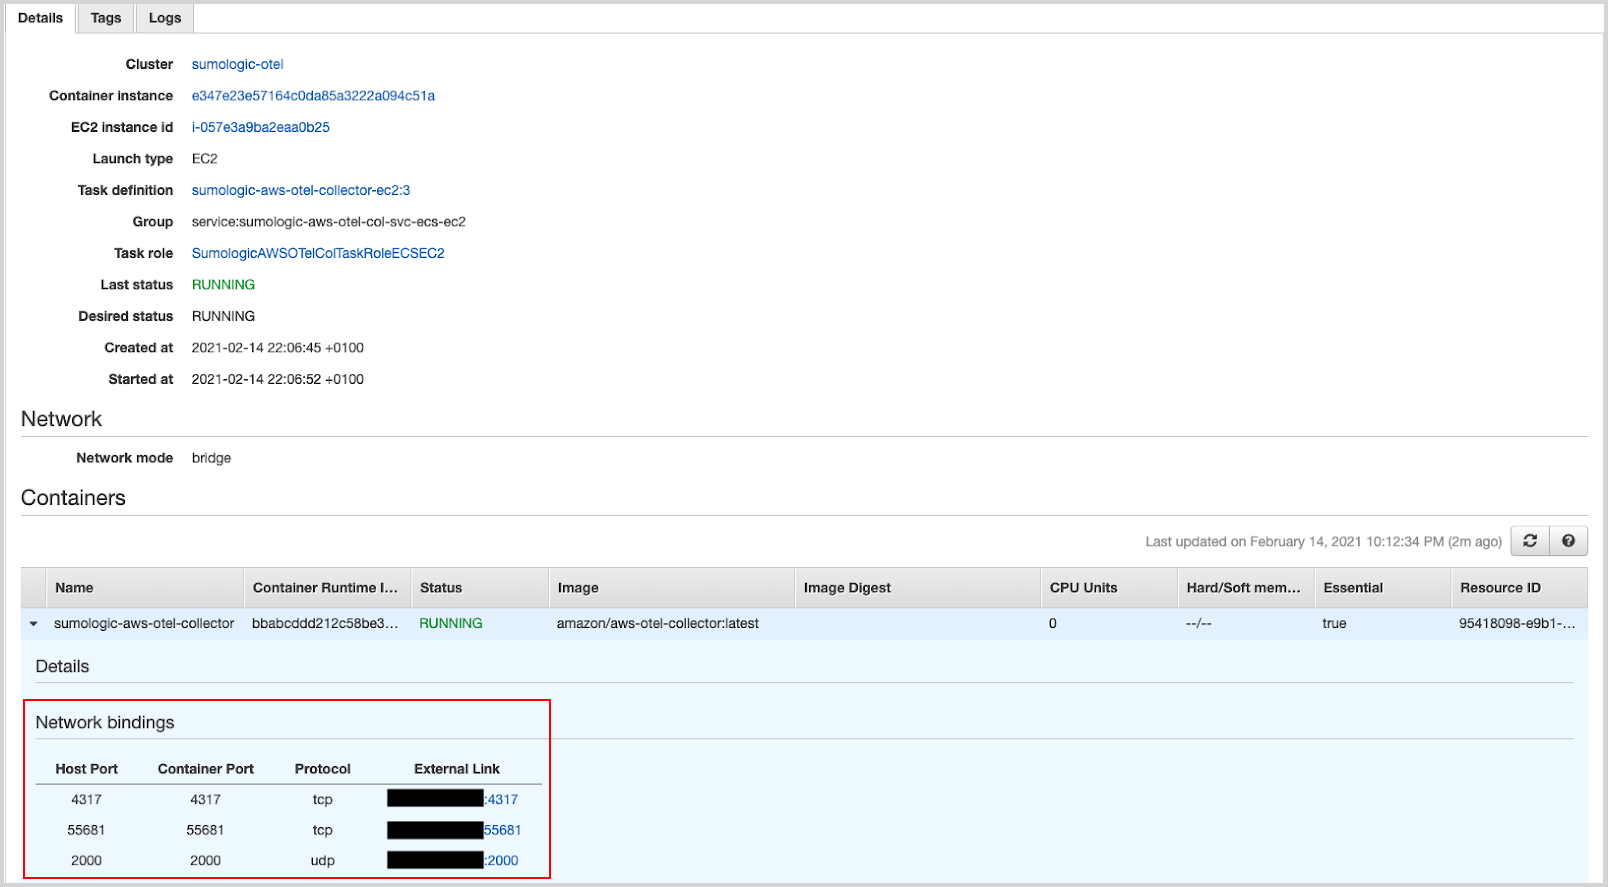 Details Tags Logs
Cluster sumologic-otel
Container instance e347e23e57164c0da85a3222a094c51a
EC2 instance id i-057e3a9ba2eaa0b25
Launch type EC2
Task definition sumologic-aws-otel-collector-ec2:3
Group service:sumologic-aws-otel-col-svc-ecs-ec2
Task role SumologicAWSOTelColTaskRoleECSEC2
Last status RUNNING
Desired status RUNNING
Created at 2021-02-14 22:06:45 +0100
Started at 2021-02-14 22:06:52 +0100
Network
Network mode bridge
Containers
Last updated on February 14, 2021 10:12:34 PM (2m ago)
Name Container Runtime I... Status Image Image Digest CPU Units Hard/Soft mem... Essential Resource ID
sumologic-aws-otel-collector bbabcddd212c58be3... RUNNING amazon/aws-otel-collector:latest 0 --/-- true 95418098-e9b1-...
Details
Network bindings
Host Port Container Port Protocol External Link
4317 4317 tcp :4317
55681 55681 tcp 55681
2000 2000 udp :2000